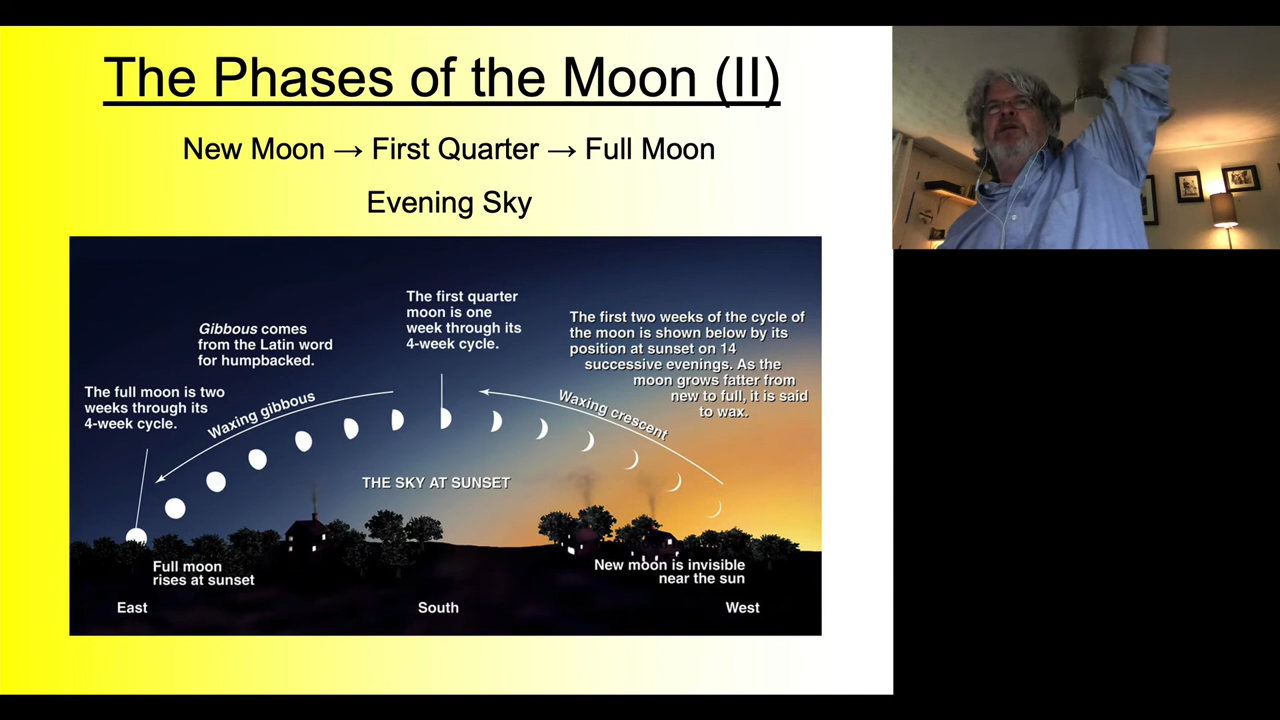 The Phases of the Moon (II)
New Moon → First Quarter → Full Moon
Evening Sky
The first quarter
moon is one
week through its
4-week cycle.
The first two weeks of the cycle of
the moon is shown below by its
position at sunset on 14
successive evenings. As the
moon grows fatter from
new to full, it is said
to wax.
Gibbous comes
from the Latin word
for humpbacked.
The full moon is two
weeks through its
4-week cycle.
Waxing gibbous
Waxing crescent
THE SKY AT SUNSET
Full moon
rises at sunset
New moon is invisible
near the sun
East
South
West